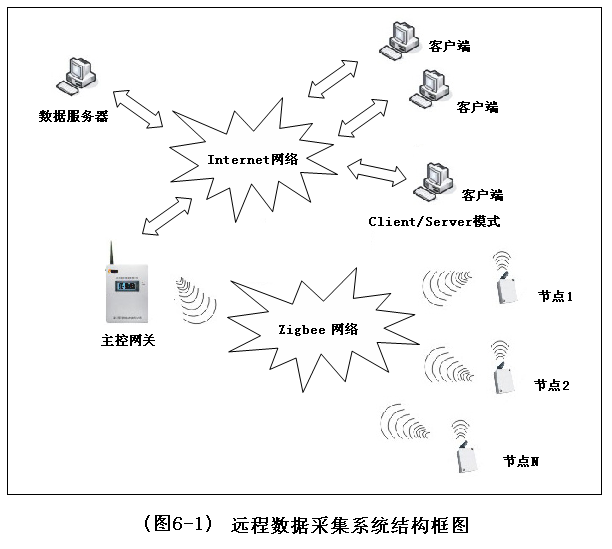 客户端
客户端
数据服务器
Internet网络
客户端
Client/Server模式
主控网关
Zigbee 网络
节点1
节点2
节点N
(图6-1) 远程数据采集系统结构框图